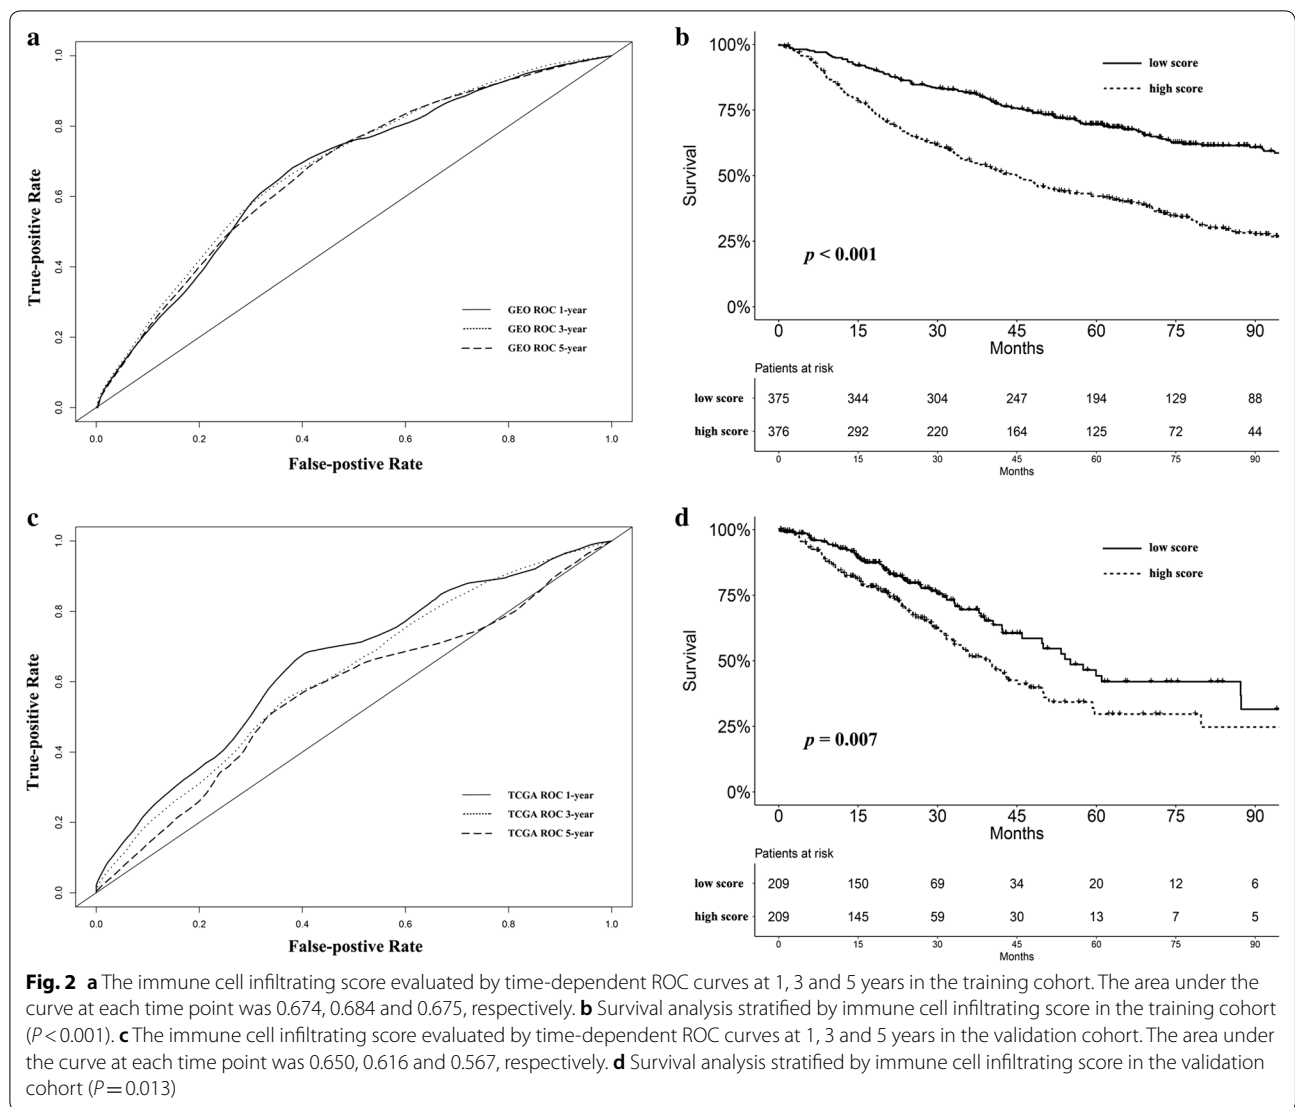 a
1.0
0.8
0.6
0.4
0.2
0.0
True-positive Rate
GEO ROC 1-year
GEO ROC 3-year
GEO ROC 5-year
0.0 0.2 0.4 0.6 0.8 1.0
False-postive Rate
b
100%
75%
50%
25%
0%
Survival
low score
high score
p < 0.001
0 15 30 45 60 75 90
Months
Patients at risk
low score 375 344 304 247 194 129 88
high score 376 292 220 164 125 72 44
0 15 30 45 60 75 90
Months
c
1.0
0.8
0.6
0.4
0.2
0.0
True-positive Rate
TCGA ROC 1-year
TCGA ROC 3-year
TCGA ROC 5-year
0.0 0.2 0.4 0.6 0.8 1.0
False-postive Rate
d
100%
75%
50%
25%
0%
Survival
low score
high score
p = 0.007
0 15 30 45 60 75 90
Months
Patients at risk
low score 209 150 69 34 20 12 6
high score 209 145 59 30 13 7 5
0 15 30 45 60 75 90
Months
Fig. 2 a The immune cell infiltrating score evaluated by time-dependent ROC curves at 1, 3 and 5 years in the training cohort. The area under the
curve at each time point was 0.674, 0.684 and 0.675, respectively. b Survival analysis stratified by immune cell infiltrating score in the training cohort
(P < 0.001). c The immune cell infiltrating score evaluated by time-dependent ROC curves at 1, 3 and 5 years in the validation cohort. The area under
the curve at each time point was 0.650, 0.616 and 0.567, respectively. d Survival analysis stratified by immune cell infiltrating score in the validation
cohort (P = 0.013)